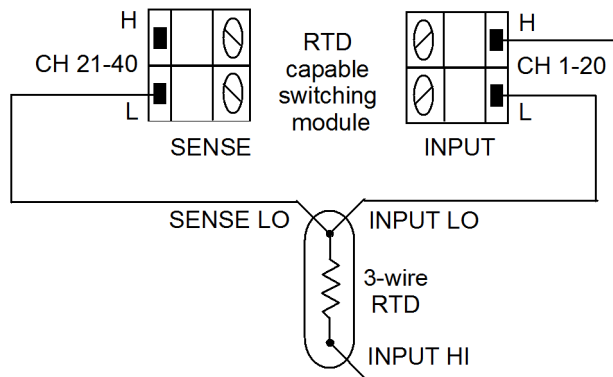 H
CH 21-40
L
SENSE
RTD
capable
switching
module
H
CH 1-20
L
INPUT
SENSE LO
INPUT LO
3-wire
RTD
INPUT HI